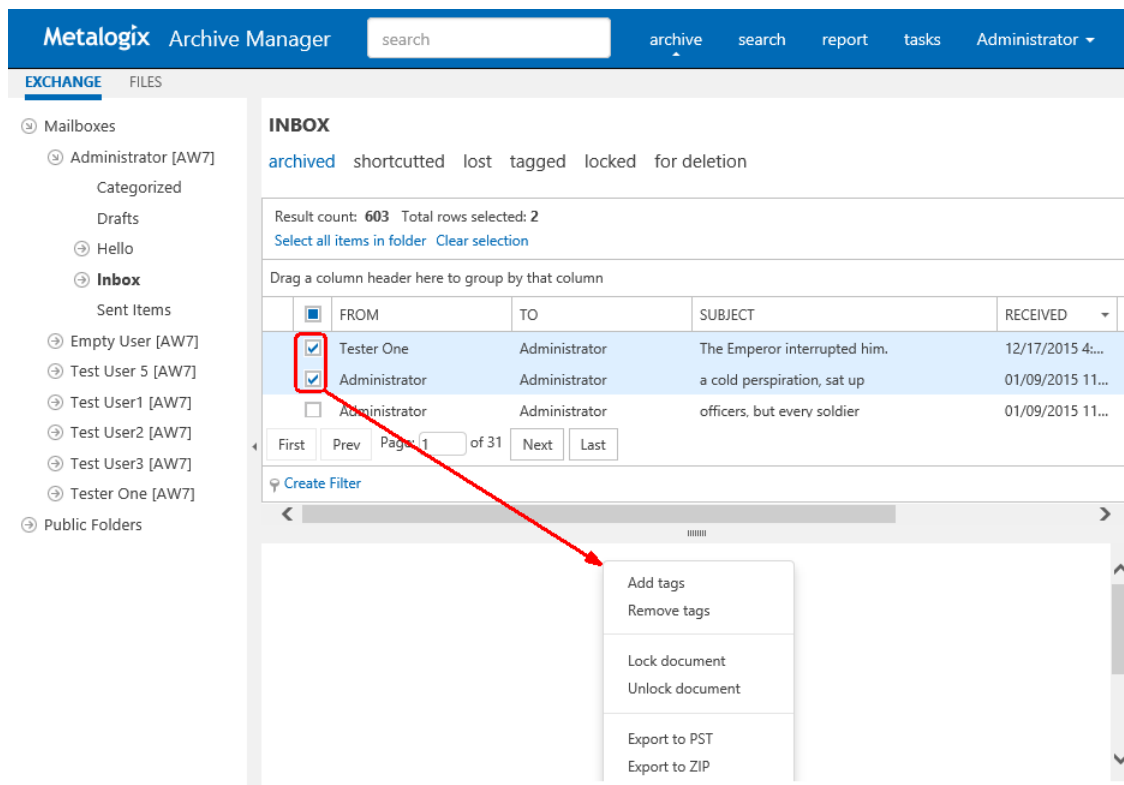 Metalogix Archive Manager search archive search report tasks Administrator
EXCHANGE FILES
Mailboxes
Administrator [AW7]
Categorized
Drafts
Hello
Inbox
Sent Items
Empty User [AW7]
Test User 5 [AW7]
Test User1 [AW7]
Test User2 [AW7]
Test User3 [AW7]
Tester One [AW7]
Public Folders
INBOX
archived shortcutted lost tagged locked for deletion
Result count: 603 Total rows selected: 2
Select all items in folder Clear selection
Drag a column header here to group by that column
FROM TO SUBJECT RECEIVED
Tester One Administrator The Emperor interrupted him. 12/17/2015 4:...
Administrator Administrator a cold perspiration, sat up 01/09/2015 11...
Administrator Administrator officers, but every soldier 01/09/2015 11...
First Prev Page: 1 of 31 Next Last
Create Filter
Add tags
Remove tags
Lock document
Unlock document
Export to PST
Export to ZIP